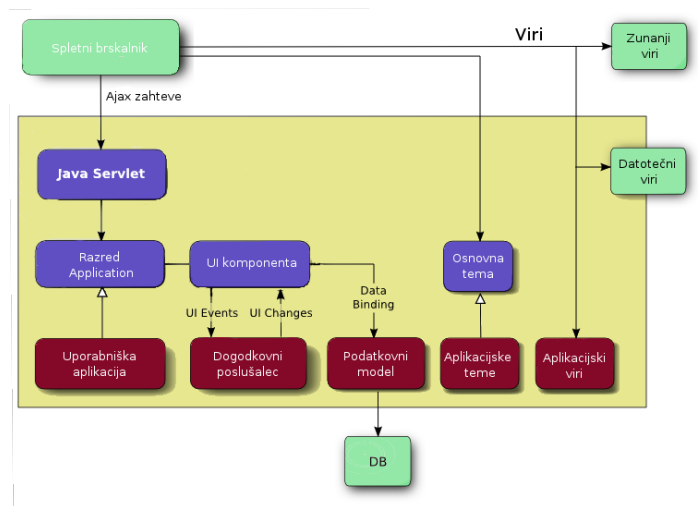 Spletni brskalnik
Viri
Zunanji
viri
Ajax zahteve
Java Servlet
Datotečni
viri
Razred
Application
UI komponenta
Osnovna
tema
Data
Binding
UI Events
UI Changes
Uporabniška
aplikacija
Dogodkovni
poslušalec
Podatkovni
model
Aplikacijske
teme
Aplikacijski
viri
DB